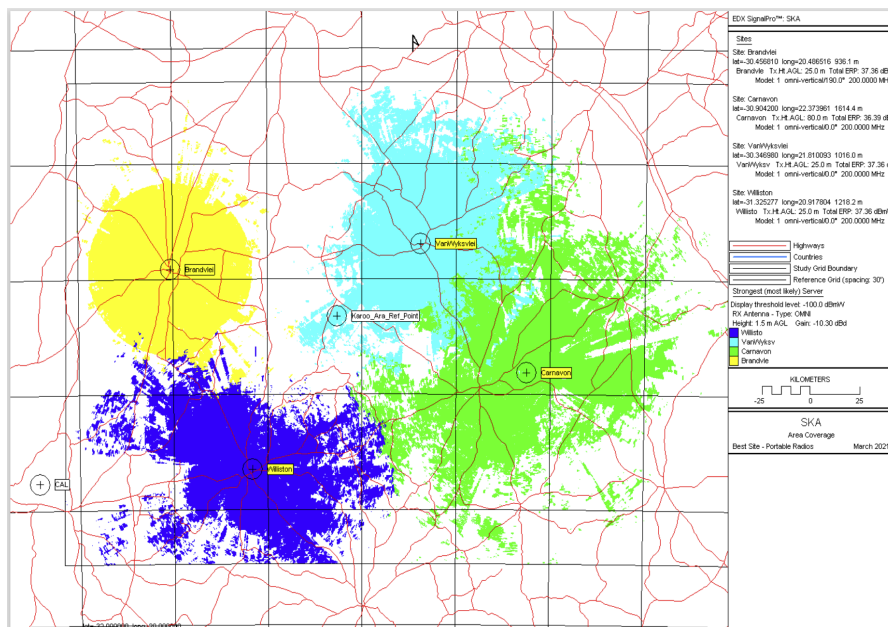 EDX SignalPro™: SKA
Sites
Site: Brandvlei
lat=-30.456810 long=20.486516 936.1 m
Brandvle Tx.Ht.AGL: 25.0 m Total ERP: 37.36 dB
Model: 1 omni-vertical/190.0° 200.0000 MH
Site: Carnavon
lat=-30.904200 long=22.373961 1614.4 m
Carnavon Tx.Ht.AGL: 80.0 m Total ERP: 36.39 dB
Model: 1 omni-vertical/0.0° 200.0000 MHz
Site: VanWyksvlei
lat=-30.346980 long=21.810093 1016.0 m
VanWyksv Tx.Ht.AGL: 25.0 m Total ERP: 37.36 d
Model: 1 omni-vertical/0.0° 200.0000 MHz
Site: Williston
lat=-31.325277 long=20.917804 1218.2 m
Willisto Tx.Ht.AGL: 25.0 m Total ERP: 37.36 dBmW
Model: 1 omni-vertical/0.0° 200.0000 MHz
Highways
Countries
Study Grid Boundary
Reference Grid (spacing: 30')
Strongest (most likely) Server
Display threshold level: -100.0 dBmW
RX Antenna - Type: OMNI
Height: 1.5 m AGL Gain: -10.30 dBd
Willisto
VanWyksv
Carnavon
Brandvle
KILOMETERS
-25 0 25
SKA
Area Coverage
Best Site - Portable Radios March 2021
N
VanWyksvlei
Brandvlei
Karoo_Ara_Ref_Point
Carnavon
Williston
CAL